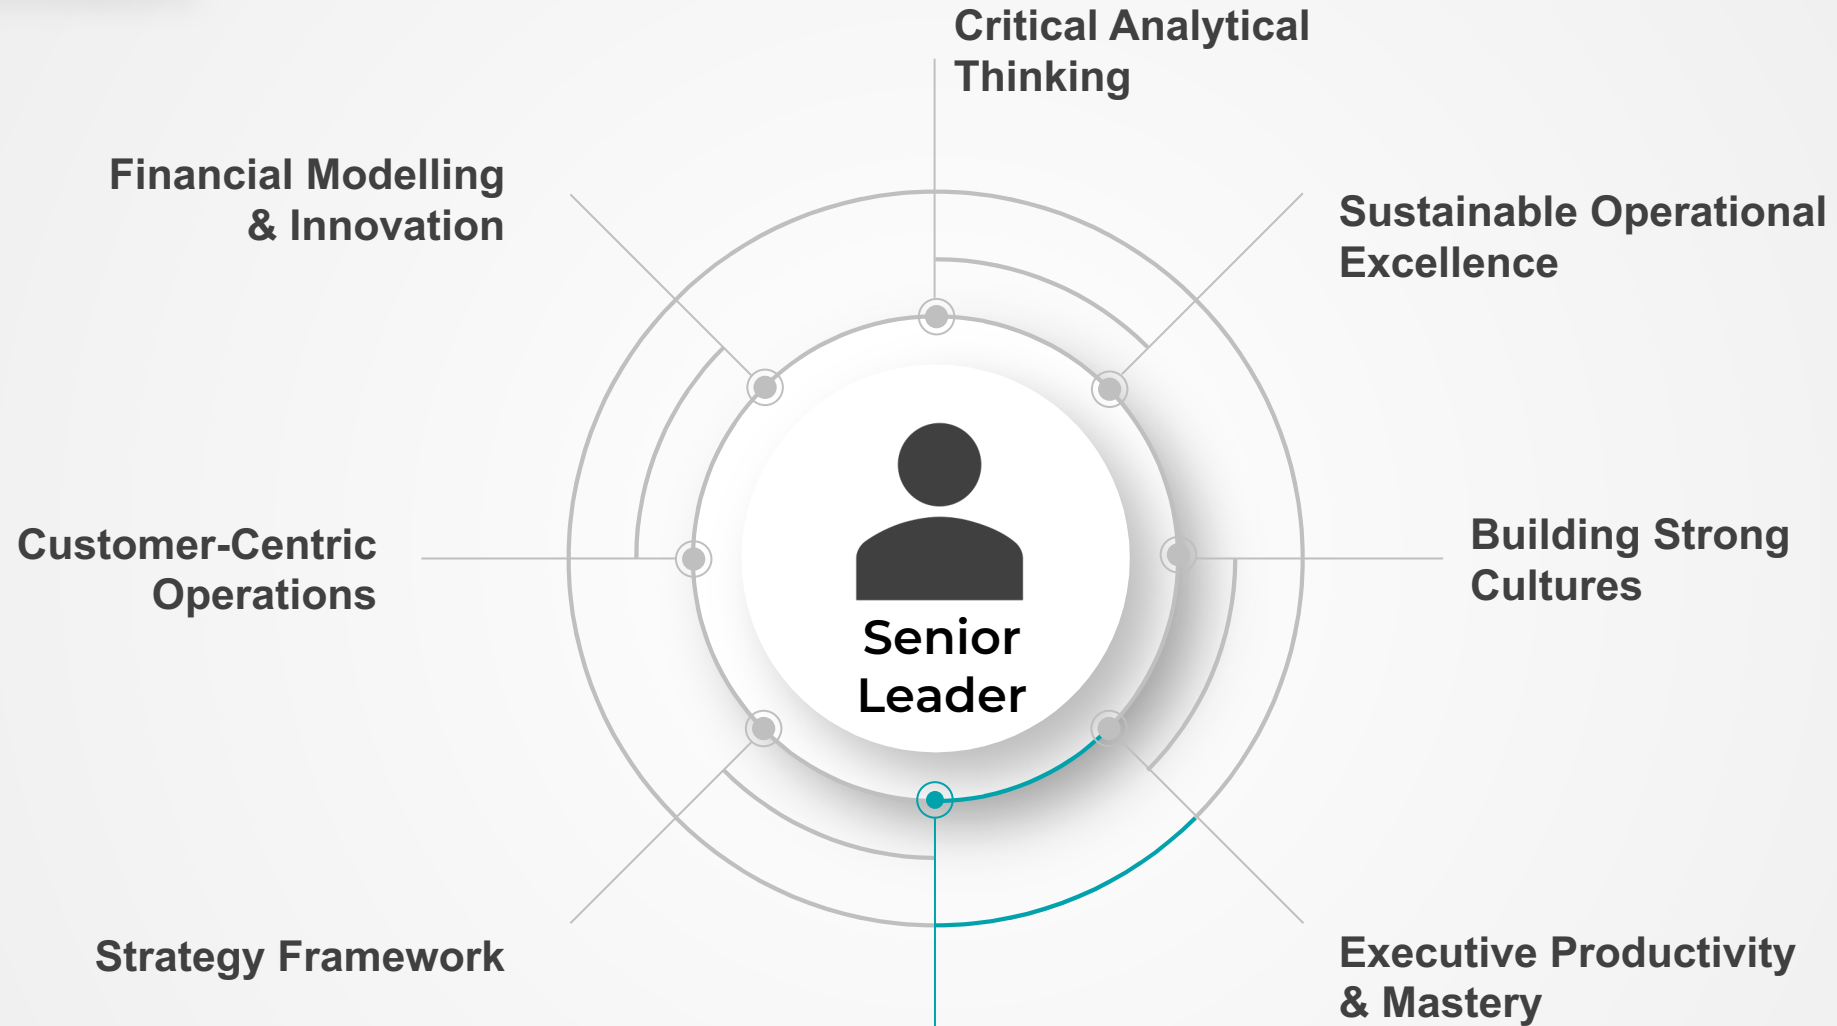 Critical Analytical
Thinking
Financial Modelling
& Innovation
Sustainable Operational
Excellence
Customer-Centric
Operations
Building Strong
Cultures
Senior
Leader
Strategy Framework
Executive Productivity
& Mastery